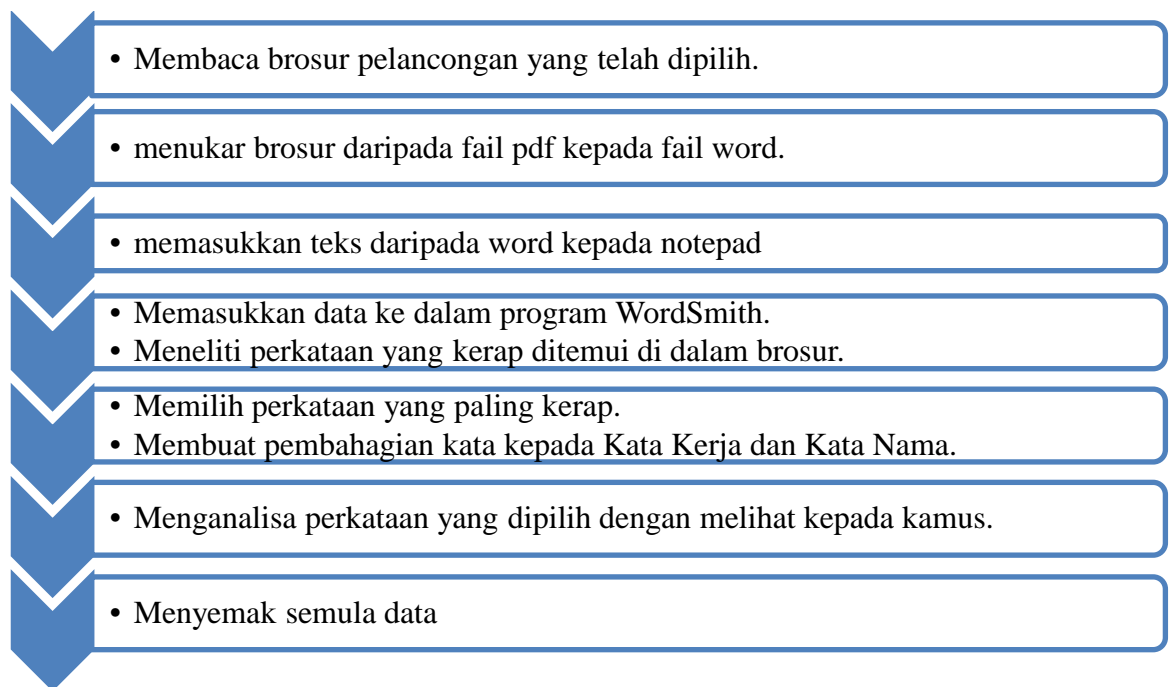 • Membaca brosur pelancongan yang telah dipilih.
• menukar brosur daripada fail pdf kepada fail word.
• memasukkan teks daripada word kepada notepad
• Memasukkan data ke dalam program WordSmith.
• Meneliti perkataan yang kerap ditemui di dalam brosur.
• Memilih perkataan yang paling kerap.
• Membuat pembahagian kata kepada Kata Kerja dan Kata Nama.
• Menganalisa perkataan yang dipilih dengan melihat kepada kamus.
• Menyemak semula data